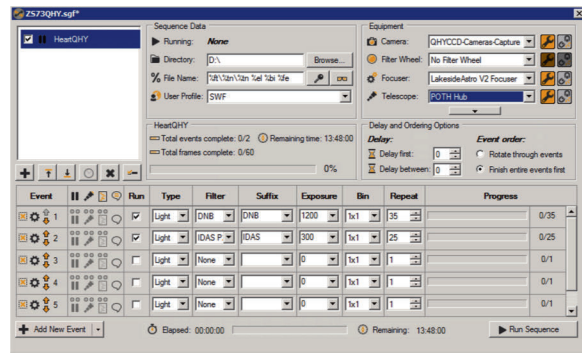 ZS73QHY.sgf*
HeartQHY
Sequence Data
Running: None
Directory: D:\ Browse...
File Name: %ft\%tn\%tn %el %bi %fe
User Profile: SWF
HeartQHY
Total events complete: 0/2 Remaining time: 13:48:00
Total frames complete: 0/60
0%
Equipment
Camera: QHYCCD-Cameras-Capture
Filter Wheel: No Filter Wheel
Focuser: LakesideAstro V2 Focuser
Telescope: POTH Hub
Delay and Ordering Options
Delay: Event order:
Delay first: 0 Rotate through events
Delay between: 0 Finish entire events first
Event Run Type Filter Suffix Exposure Bin Repeat Progress
1 Light DNB DNB 1200 1x1 35 0/35
2 Light IDAS P IDAS 300 1x1 25 0/25
3 Light None 0 1x1 1 0/1
4 Light None 0 1x1 1 0/1
5 Light None 0 1x1 1 0/1
Add New Event Elapsed: 00:00:00 Remaining: 13:48:00 Run Sequence